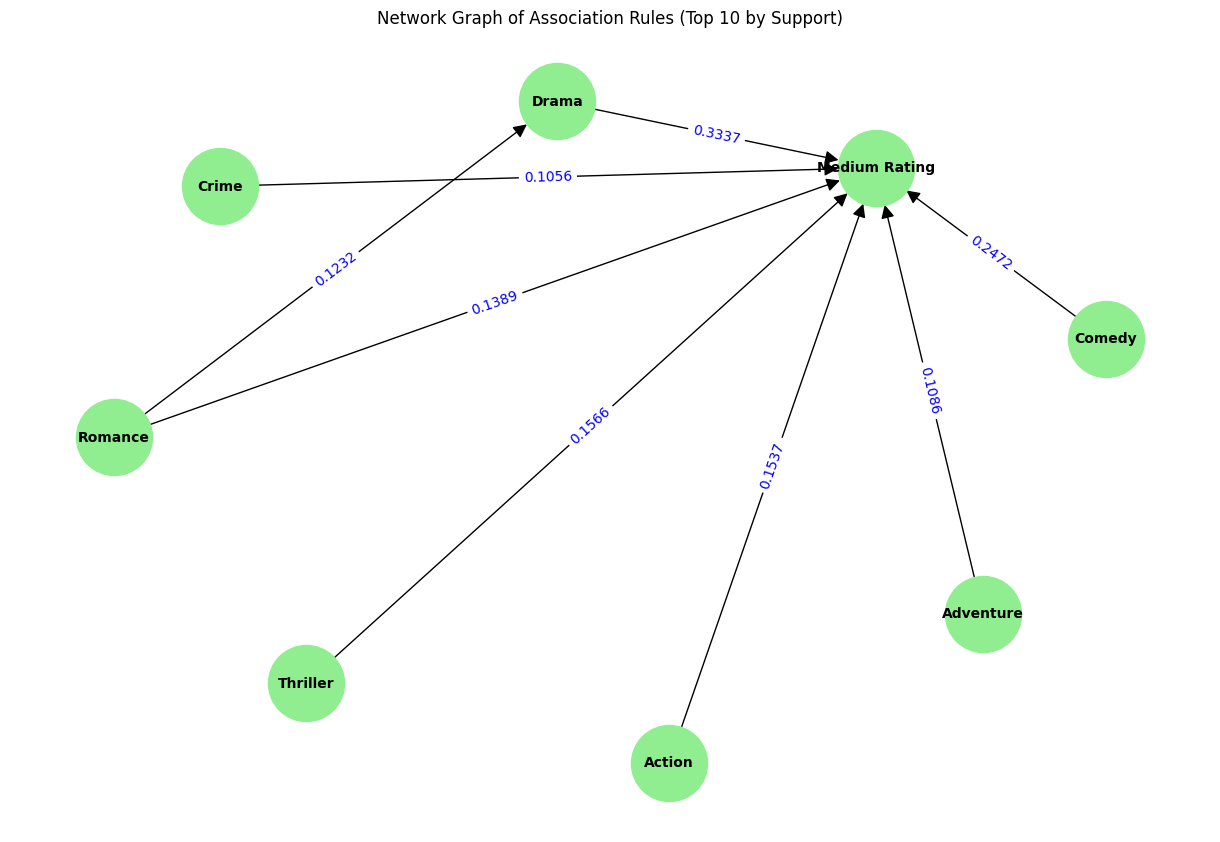 Network Graph of Association Rules (Top 10 by Support)
Drama
0.3337
Medium Rating
Crime
0.1056
0.1232
0.2472
0.1389
Comedy
0.1086
Romance
0.1566
0.1537
Adventure
Thriller
Action